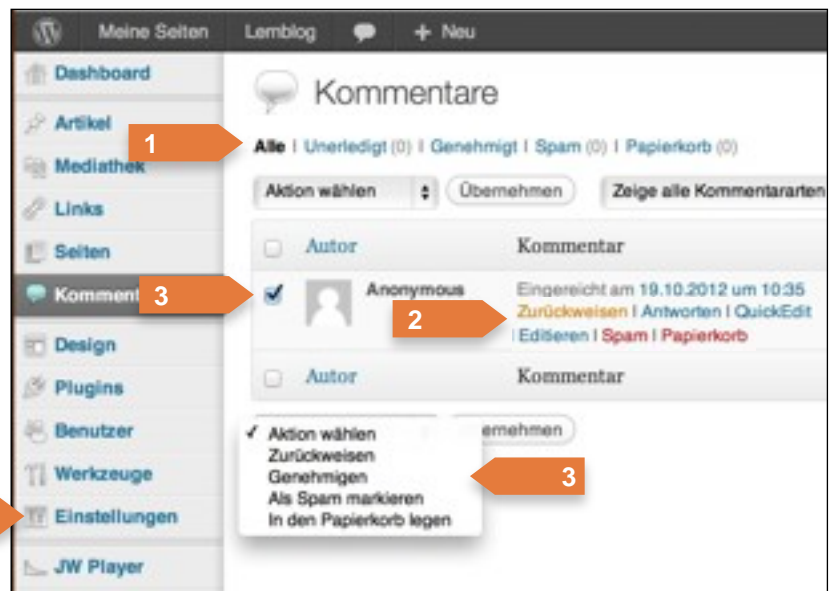 Meine Seiten Lernblog + Neu
Dashboard
Artikel
Mediathek
Links
Seiten
Komment
Design
Plugins
Benutzer
Werkzeuge
Einstellungen
JW Player
Kommentare
1
Alle | Unerledigt (0) | Genehmigt | Spam (0) | Papierkorb (0)
Aktion wählen Übernehmen Zeige alle Kommentararten
Autor Kommentar
3
Anonymous Eingereicht am 19.10.2012 um 10:35
2
Zurückweisen | Antworten | QuickEdit
| Editieren | Spam | Papierkorb
Autor Kommentar
✓ Aktion wählen ernehmen
Zurückweisen
Genehmigen
3
Als Spam markieren
In den Papierkorb legen